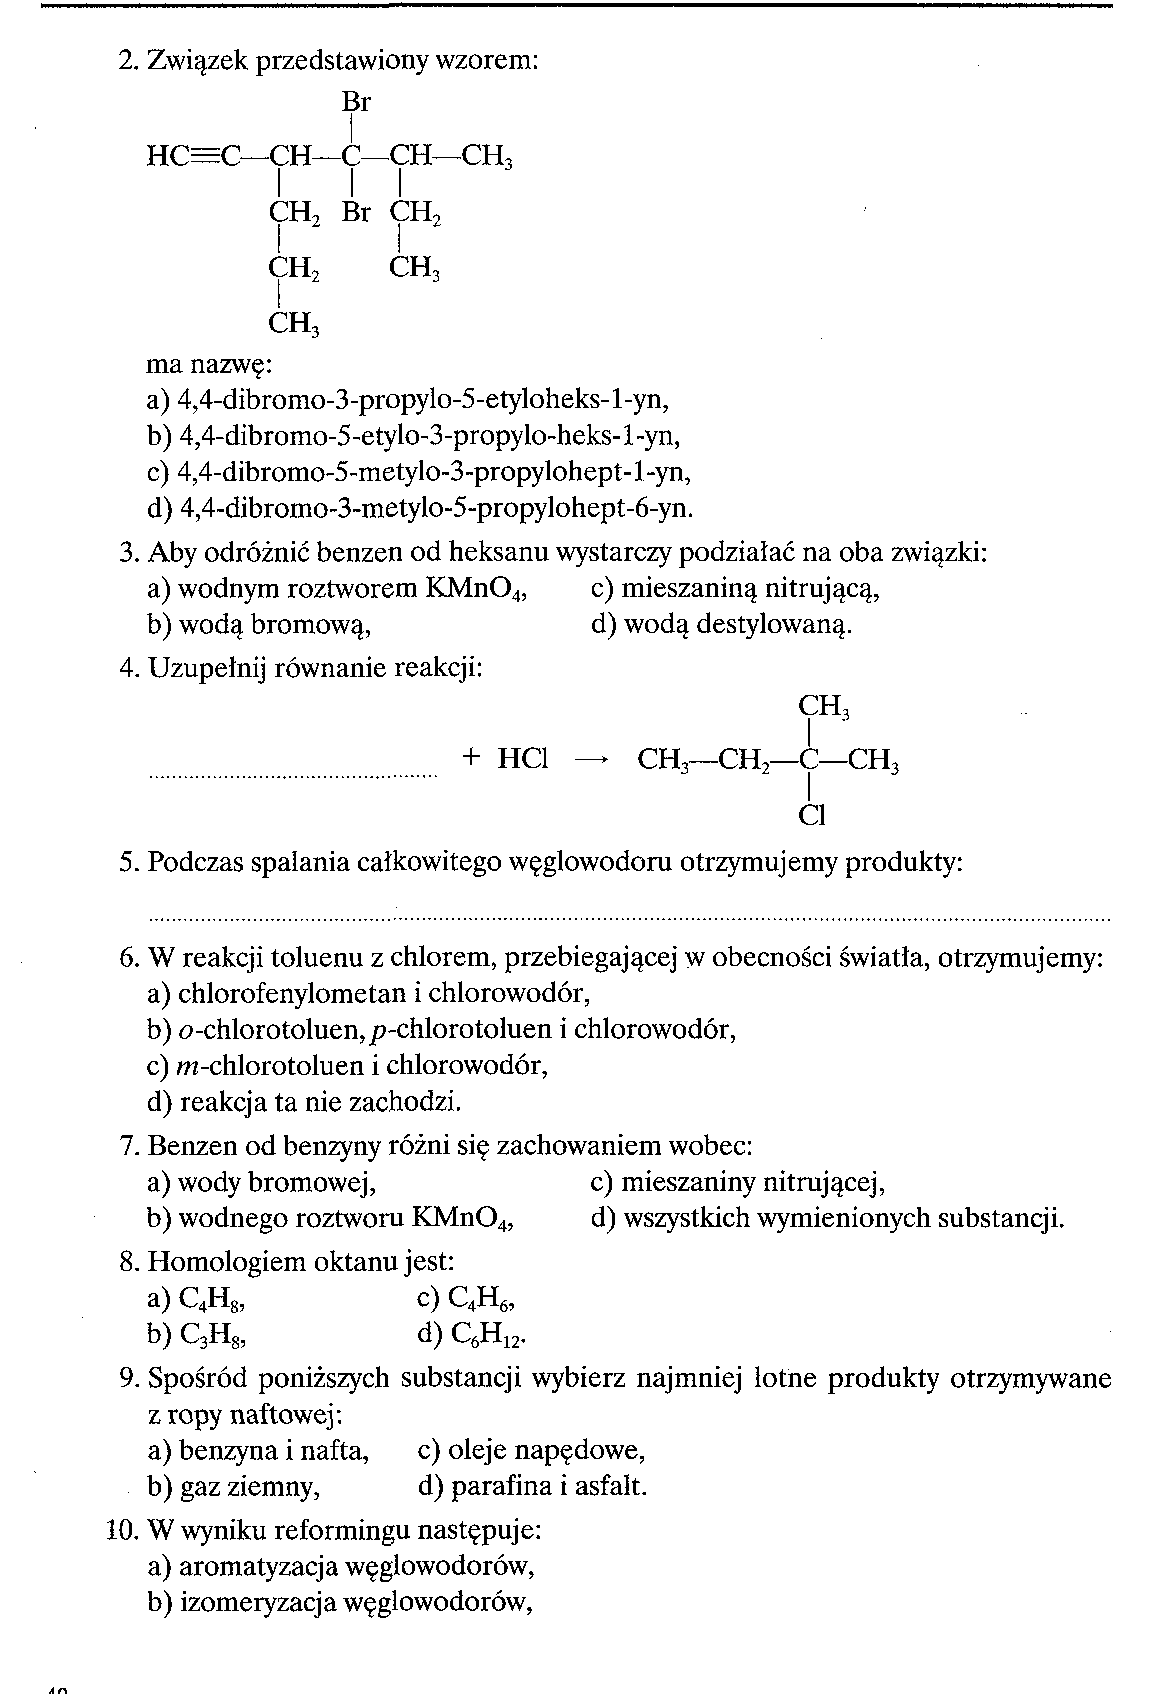 2. Związek przedstawiony wzorem:
Br
HC≡C—CH—C—CH—CH₃
CH₂ Br CH₂
CH₂ CH₃
CH₃
ma nazwę:
a) 4,4-dibromo-3-propylo-5-etyloheks-1-yn,
b) 4,4-dibromo-5-etylo-3-propylo-heks-1-yn,
c) 4,4-dibromo-5-metylo-3-propylohept-1-yn,
d) 4,4-dibromo-3-metylo-5-propylohept-6-yn.
3. Aby odróżnić benzen od heksanu wystarczy podziałać na oba związki:
a) wodnym roztworem KMnO₄, c) mieszaniną nitrującą,
b) wodą bromową, d) wodą destylowaną.
4. Uzupełnij równanie reakcji:
CH₃
+ HCl → CH₃—CH₂—C—CH₃
Cl
5. Podczas spalania całkowitego węglowodoru otrzymujemy produkty:
6. W reakcji toluenu z chlorem, przebiegającej w obecności światła, otrzymujemy:
a) chlorofenylometan i chlorowodór,
b) o-chlorotoluen, p-chlorotoluen i chlorowodór,
c) m-chlorotoluen i chlorowodór,
d) reakcja ta nie zachodzi.
7. Benzen od benzyny różni się zachowaniem wobec:
a) wody bromowej, c) mieszaniny nitrującej,
b) wodnego roztworu KMnO₄, d) wszystkich wymienionych substancji.
8. Homologiem oktanu jest:
a) C₄H₈, c) C₄H₆,
b) C₃H₈, d) C₆H₁₂.
9. Spośród poniższych substancji wybierz najmniej lotne produkty otrzymywane
z ropy naftowej:
a) benzyna i nafta, c) oleje napędowe,
b) gaz ziemny, d) parafina i asfalt.
10. W wyniku reformingu następuje:
a) aromatyzacja węglowodorów,
b) izomeryzacja węglowodorów,